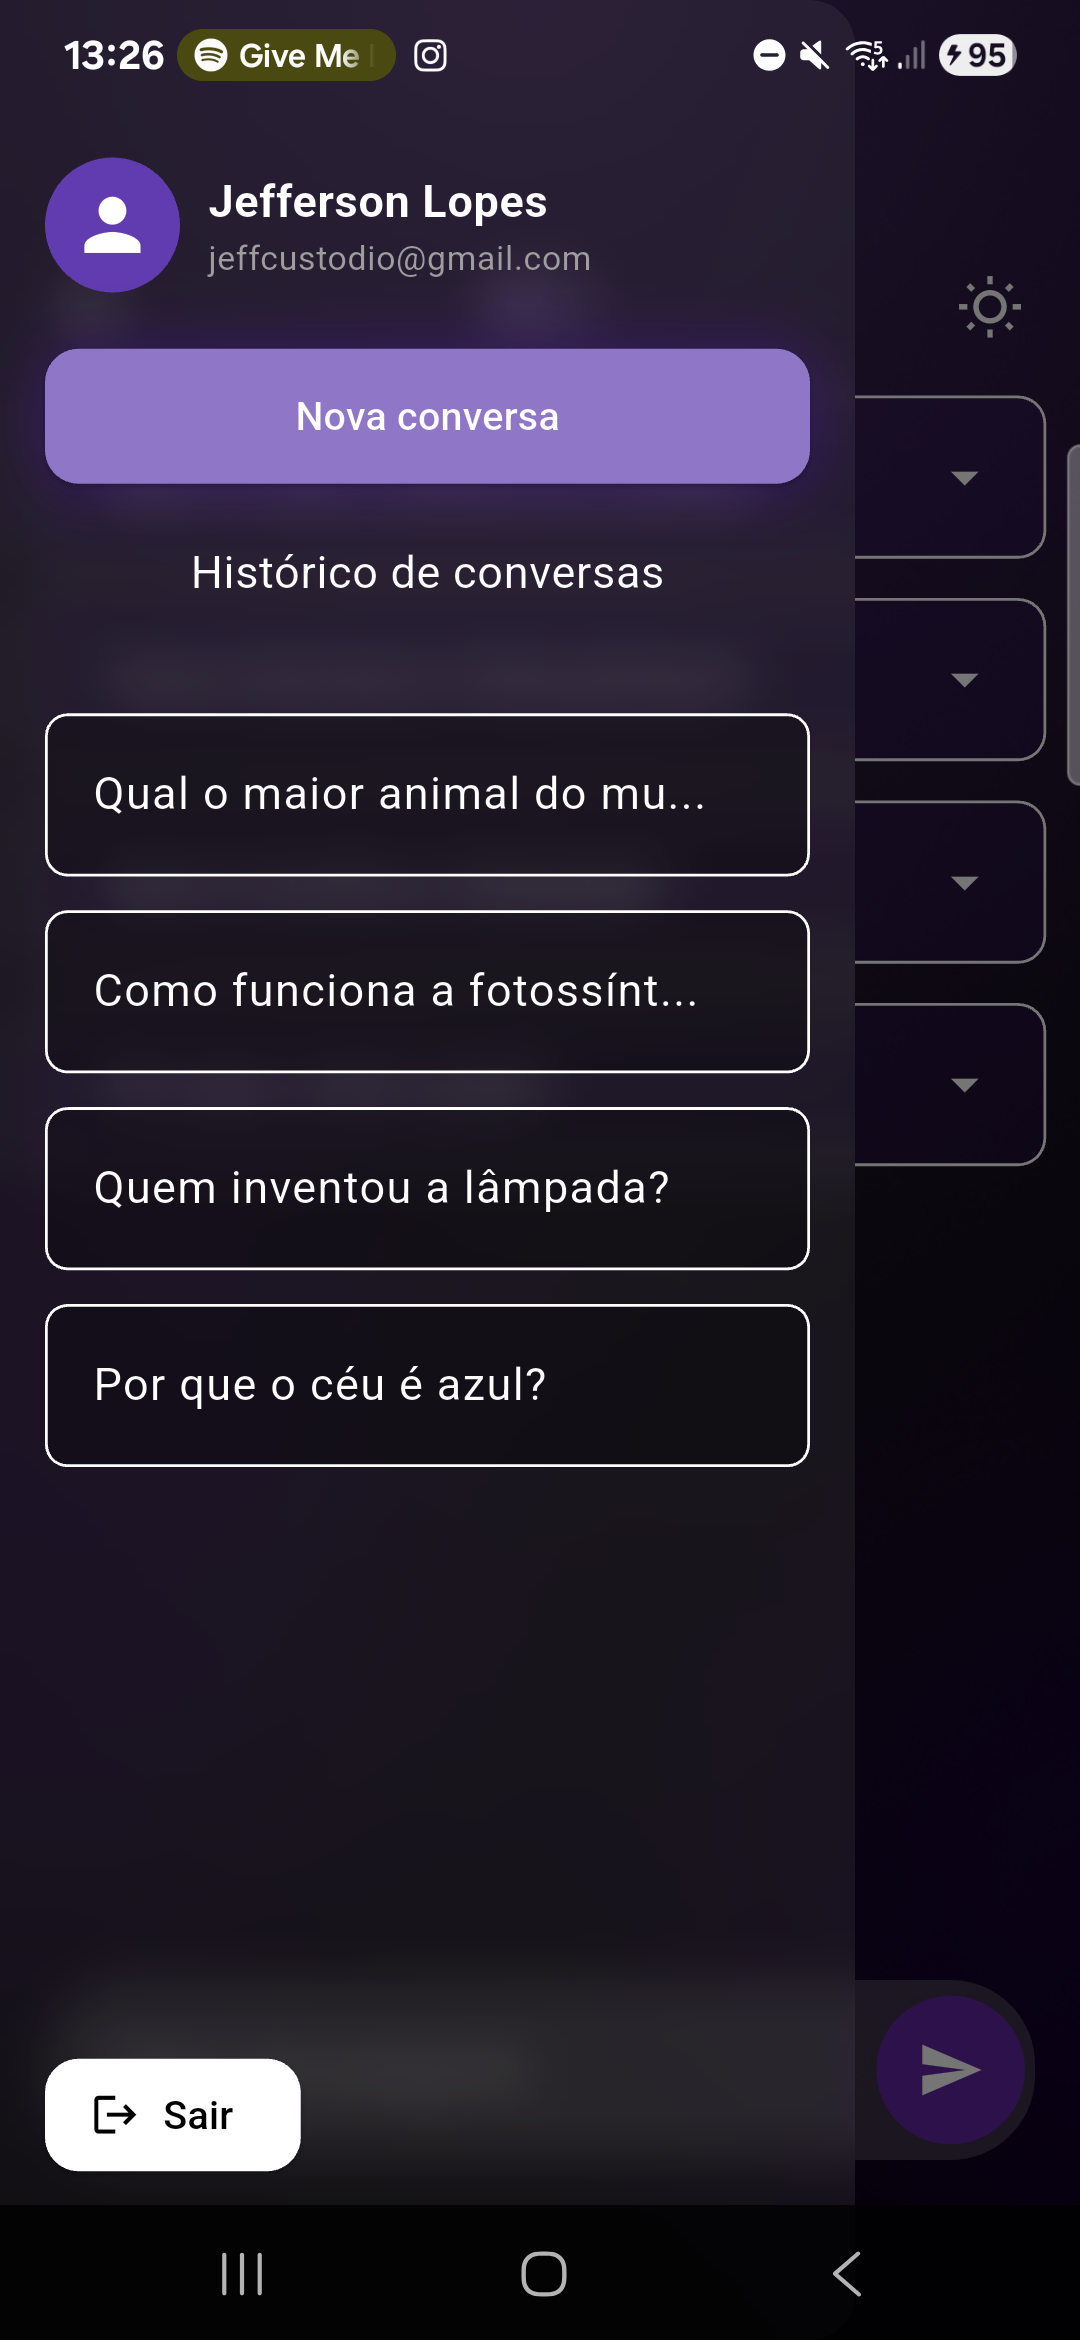 13:26 Give Me 5 95
Jefferson Lopes
jeffcustodio@gmail.com
Nova conversa
Histórico de conversas
Qual o maior animal do mu...
Como funciona a fotossínt...
Quem inventou a lâmpada?
Por que o céu é azul?
Sair